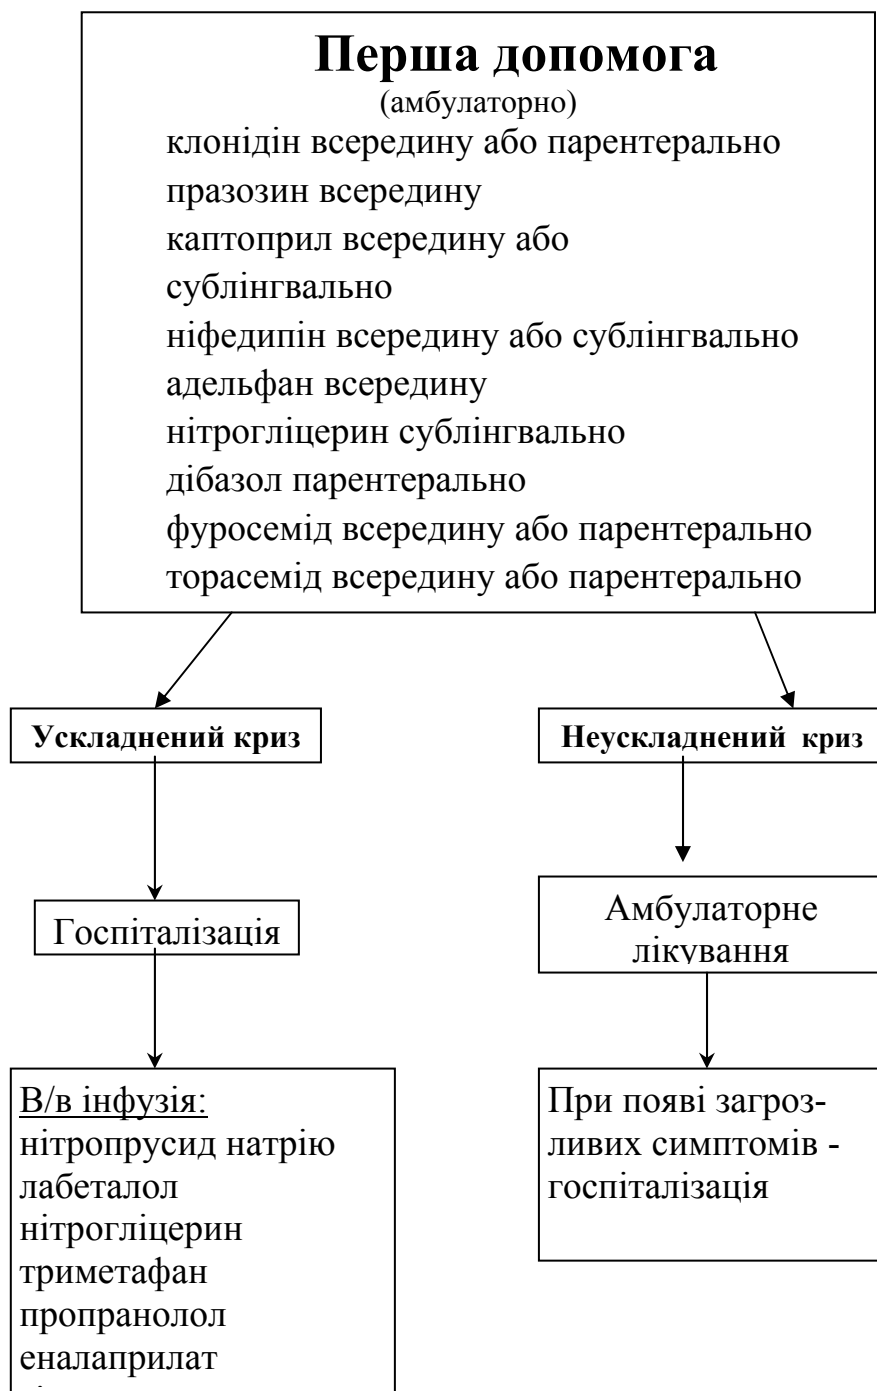 Перша допомога
(амбулаторно)
клонідін всередину або парентерально
празозин всередину
каптоприл всередину або
сублінгвально
ніфедипін всередину або сублінгвально
адельфан всередину
нітрогліцерин сублінгвально
дібазол парентерально
фуросемід всередину або парентерально
торасемід всередину або парентерально
Ускладнений криз
Неускладнений криз
Госпіталізація
Амбулаторне
лікування
В/в інфузія:
нітропрусид натрію
лабеталол
нітрогліцерин
триметафан
пропранолол
еналаприлат
При появі загроз-
ливих симптомів -
госпіталізація